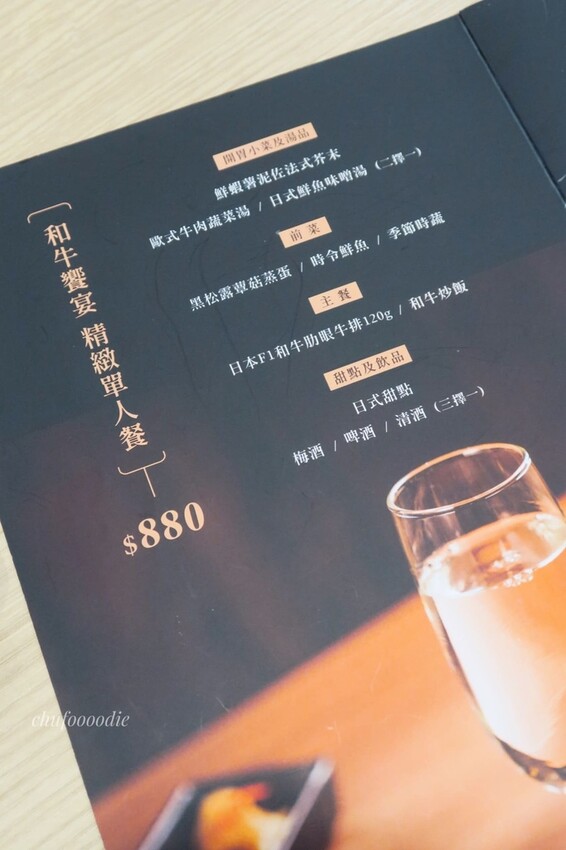 和牛饗宴 精緻單人餐
$880
開胃小菜及湯品
鮮蝦薯泥佐法式芥末
歐式牛肉蔬菜湯 / 日式鮮魚味噌湯 (二擇一)
前菜
黑松露蕈菇蒸蛋 / 時令鮮魚 / 季節時蔬
主餐
日本F1和牛肋眼牛排120g / 和牛炒飯
甜點及飲品
日式甜點
梅酒 / 啤酒 / 清酒 (三擇一)
chufoooodie